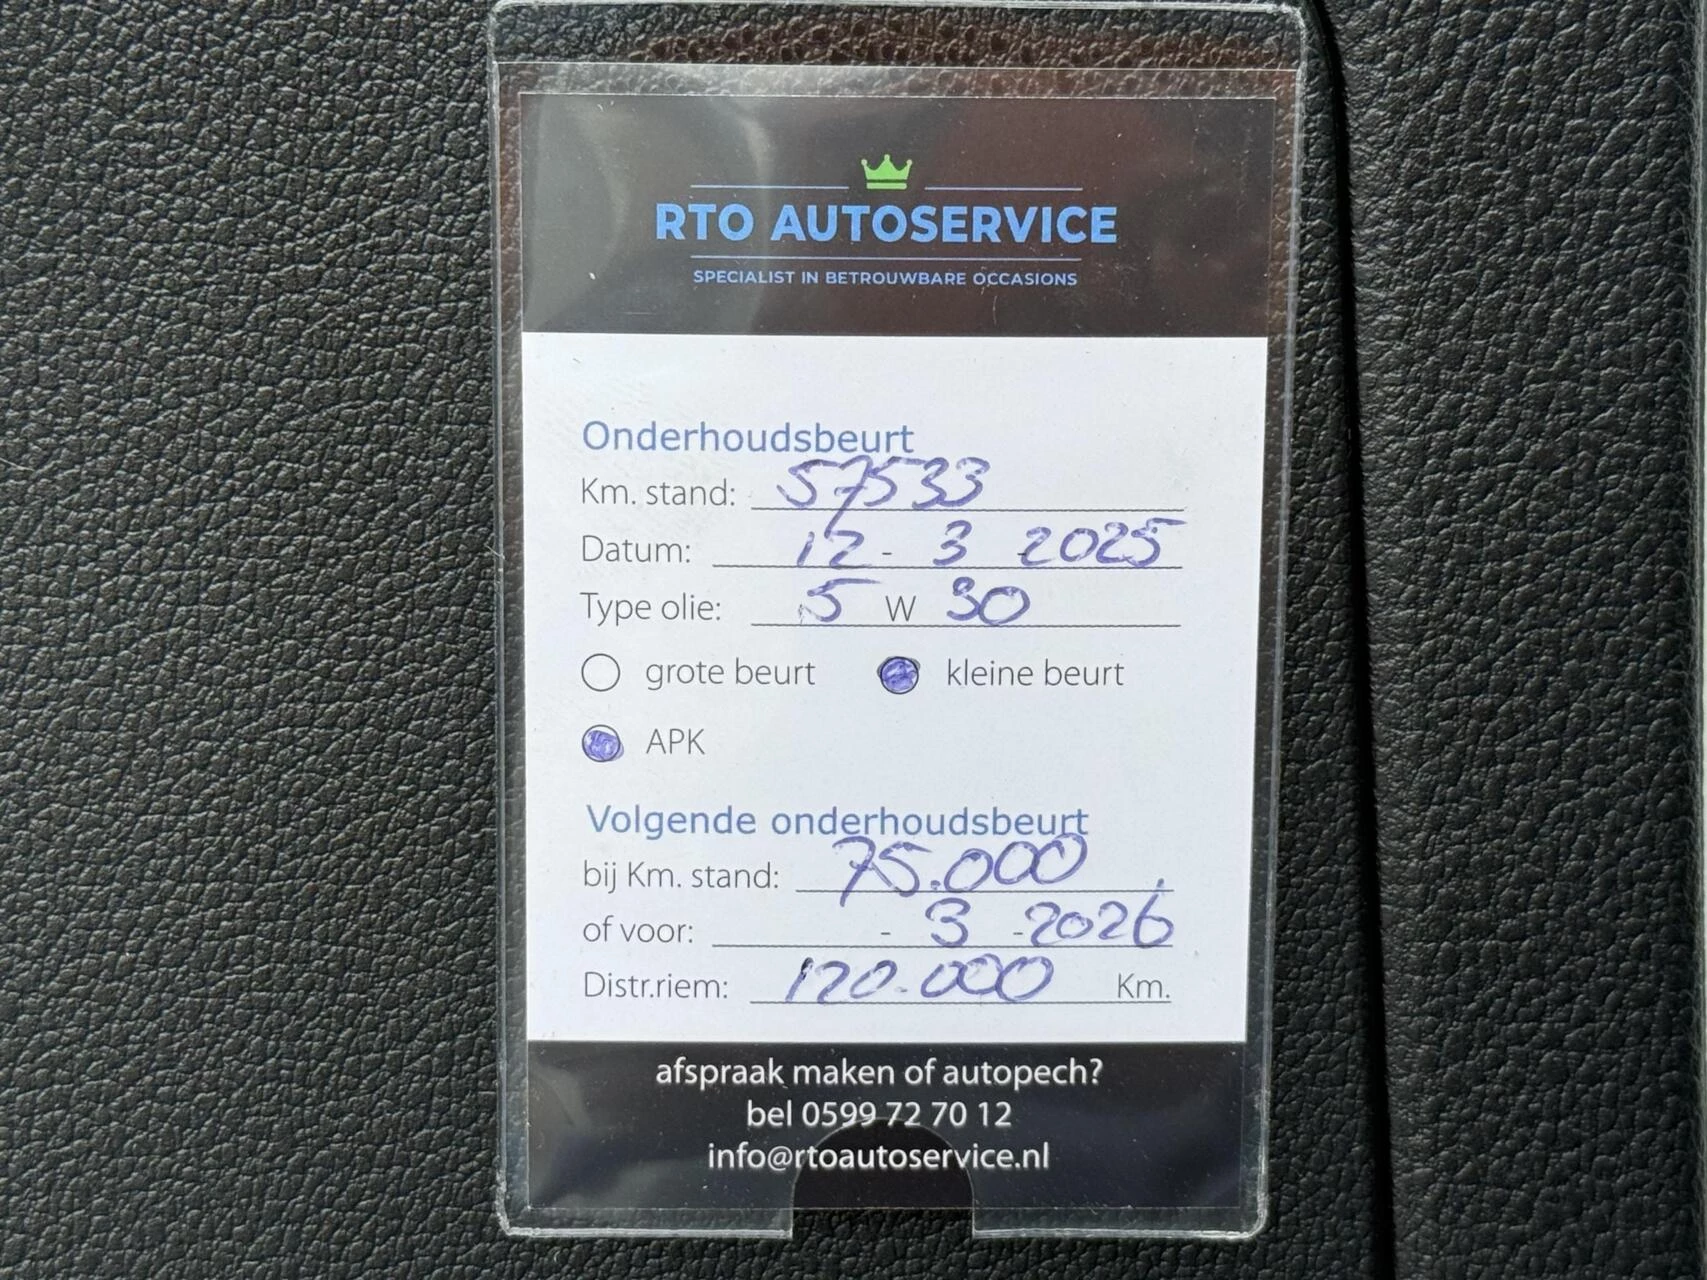 RTO AUTOSERVICE
SPECIALIST IN BETROUWBARE OCCASIONS
Onderhoudsbeurt
Km. stand: 57533
Datum: 12 - 3 - 2025
Type olie: 5 W 30
grote beurt kleine beurt
APK
Volgende onderhoudsbeurt
bij Km. stand: 75.000
of voor: - 3 - 2026
Distr.riem: 120.000 Km.
afspraak maken of autopech?
bel 0599 72 70 12
info@rtoautoservice.nl